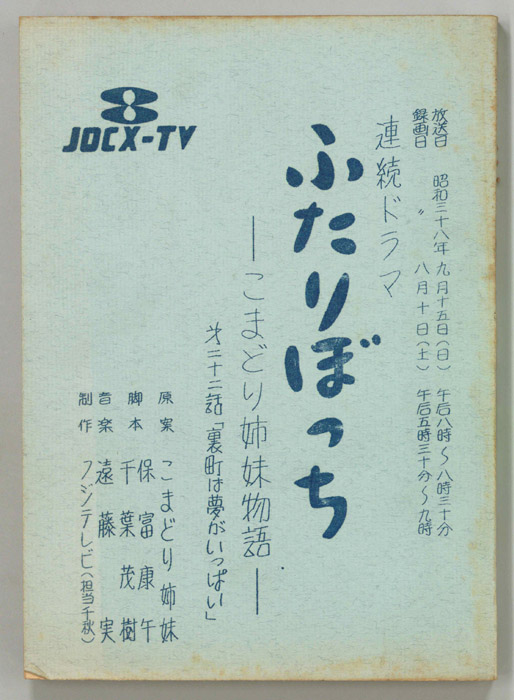 JOCX-TV
放送日　昭和三十八年九月十五日(日)　午后八時〜八時三十分
録画日　〃　八月十日(土)　午后五時三十分〜九時
連続ドラマ
ふたりぼっち
―こまどり姉妹物語―
才二十二話「裏町は夢がいっぱい」
原案　こまどり姉妹
脚本　保富康午
千葉茂樹
音楽　遠藤実
制作　フジテレビ(担当千秋)